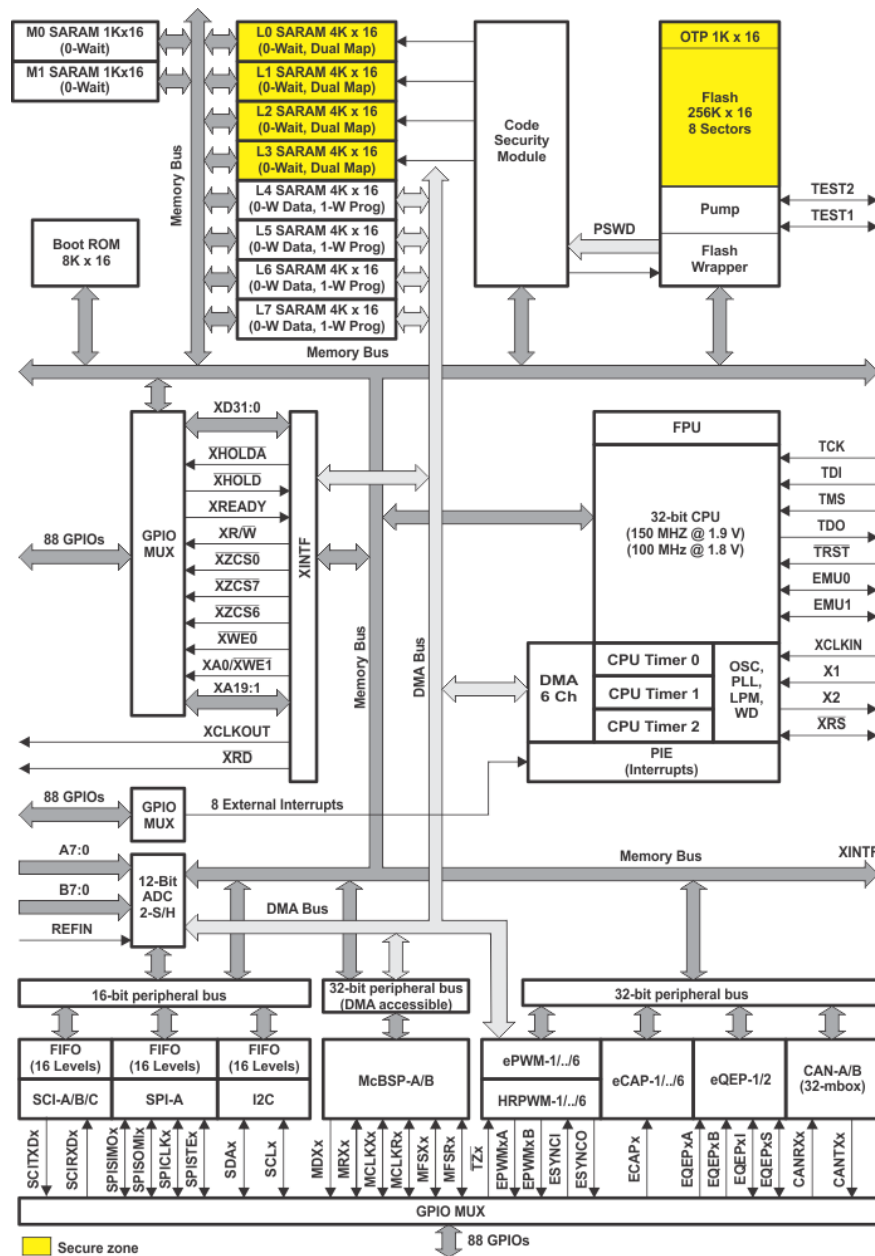 M0 SARAM 1Kx16
(0-Wait)
M1 SARAM 1Kx16
(0-Wait)
L0 SARAM 4K x 16
(0-Wait, Dual Map)
L1 SARAM 4K x 16
(0-Wait, Dual Map)
L2 SARAM 4K x 16
(0-Wait, Dual Map)
L3 SARAM 4K x 16
(0-Wait, Dual Map)
L4 SARAM 4K x 16
(0-W Data, 1-W Prog)
L5 SARAM 4K x 16
(0-W Data, 1-W Prog)
L6 SARAM 4K x 16
(0-W Data, 1-W Prog)
L7 SARAM 4K x 16
(0-W Data, 1-W Prog)
Memory Bus
Boot ROM
8K x 16
Code
Security
Module
PSWD
OTP 1K x 16
Flash
256K x 16
8 Sectors
Pump
Flash
Wrapper
TEST2
TEST1
Memory Bus
XD31:0
XHOLDA
XHOLD
XREADY
XR/W
XZCS0
XZCS7
XZCS6
XWE0
XA0/XWE1
XA19:1
XCLKOUT
XRD
88 GPIOs
GPIO
MUX
XINTF
Memory Bus
DMA Bus
FPU
32-bit CPU
(150 MHZ @ 1.9 V)
(100 MHz @ 1.8 V)
DMA
6 Ch
CPU Timer 0
CPU Timer 1
CPU Timer 2
OSC,
PLL,
LPM,
WD
PIE
(Interrupts)
TCK
TDI
TMS
TDO
TRST
EMU0
EMU1
XCLKIN
X1
X2
XRS
88 GPIOs
GPIO
MUX
8 External Interrupts
A7:0
B7:0
REFIN
12-Bit
ADC
2-S/H
Memory Bus
XINTF
DMA Bus
16-bit peripheral bus
32-bit peripheral bus
(DMA accessible)
32-bit peripheral bus
FIFO
(16 Levels)
SCI-A/B/C
FIFO
(16 Levels)
SPI-A
FIFO
(16 Levels)
I2C
McBSP-A/B
ePWM-1/../6
HRPWM-1/../6
eCAP-1/../6
eQEP-1/2
CAN-A/B
(32-mbox)
SCITXDx
SCIRXDx
SPISIMOx
SPISOMIx
SPICLKx
SPISTEx
SDAx
SCLx
MDXx
MRXx
MCLKXx
MCLKRx
MFSXx
MFSRx
TZx
EPWMxA
EPWMxB
ESYNCI
ESYNCO
ECAPx
EQEPxA
EQEPxB
EQEPxI
EQEPxS
CANRXx
CANTXx
GPIO MUX
Secure zone
88 GPIOs